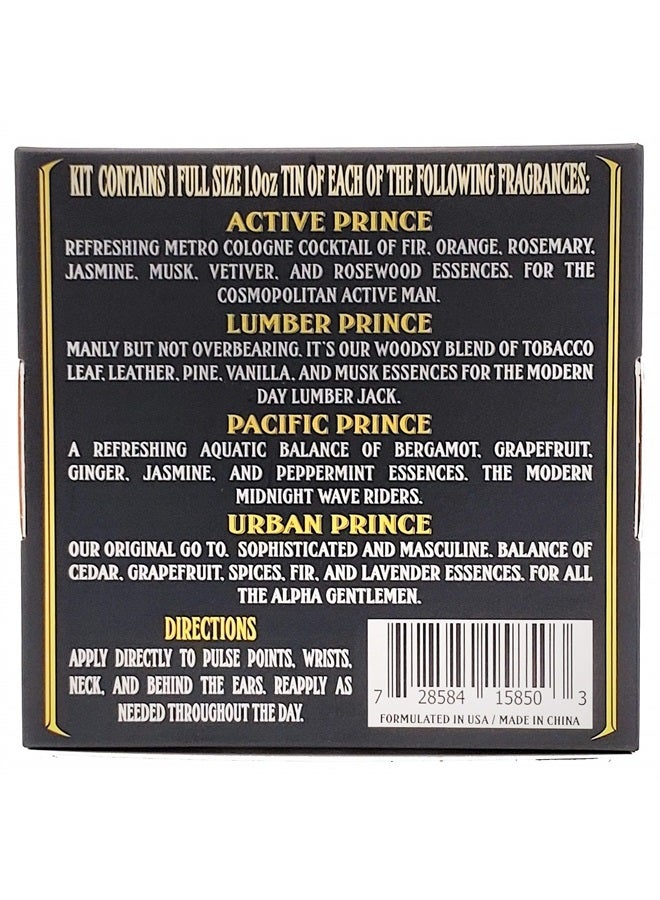 KIT CONTAINS 1 FULL SIZE 1.0oz TIN OF EACH OF THE FOLLOWING FRAGRANCES:
ACTIVE PRINCE
REFRESHING METRO COLOGNE COCKTAIL OF FIR, ORANGE, ROSEMARY,
JASMINE, MUSK, VETIVER, AND ROSEWOOD ESSENCES. FOR THE
COSMOPOLITAN ACTIVE MAN.
LUMBER PRINCE
MANLY BUT NOT OVERBEARING, IT'S OUR WOODSY BLEND OF TOBACCO
LEAF, LEATHER, PINE, VANILLA, AND MUSK ESSENCES FOR THE MODERN
DAY LUMBER JACK.
PACIFIC PRINCE
A REFRESHING AQUATIC BALANCE OF BERGAMOT, GRAPEFRUIT,
GINGER, JASMINE, AND PEPPERMINT ESSENCES. THE MODERN
MIDNIGHT WAVE RIDERS.
URBAN PRINCE
OUR ORIGINAL GO TO. SOPHISTICATED AND MASCULINE. BALANCE OF
CEDAR, GRAPEFRUIT, SPICES, FIR, AND LAVENDER ESSENCES. FOR ALL
THE ALPHA GENTLEMEN.
DIRECTIONS
APPLY DIRECTLY TO PULSE POINTS, WRISTS,
NECK, AND BEHIND THE EARS. REAPPLY AS
NEEDED THROUGHOUT THE DAY.
7 28584 15850 3
FORMULATED IN USA / MADE IN CHINA